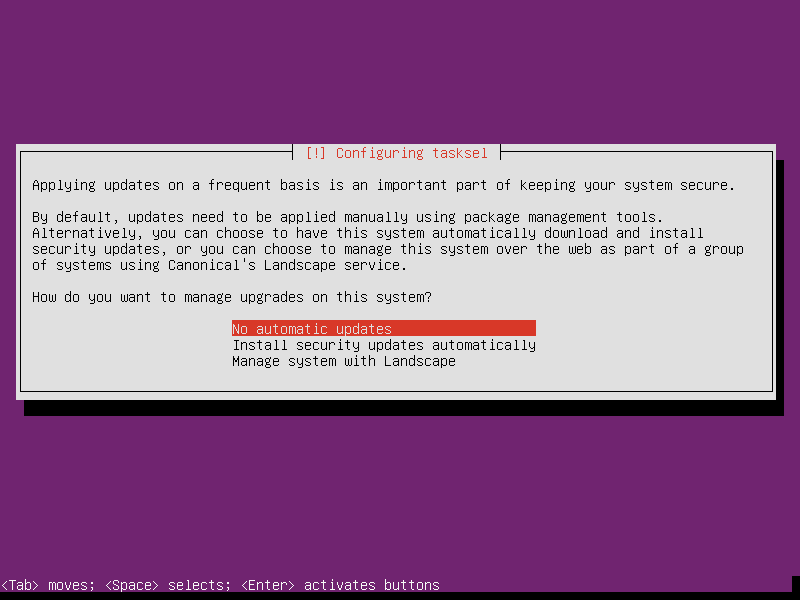 [!] Configuring tasksel
Applying updates on a frequent basis is an important part of keeping your system secure.
By default, updates need to be applied manually using package management tools.
Alternatively, you can choose to have this system automatically download and install
security updates, or you can choose to manage this system over the web as part of a group
of systems using Canonical's Landscape service.
How do you want to manage upgrades on this system?
No automatic updates
Install security updates automatically
Manage system with Landscape
<Tab> moves; <Space> selects; <Enter> activates buttons